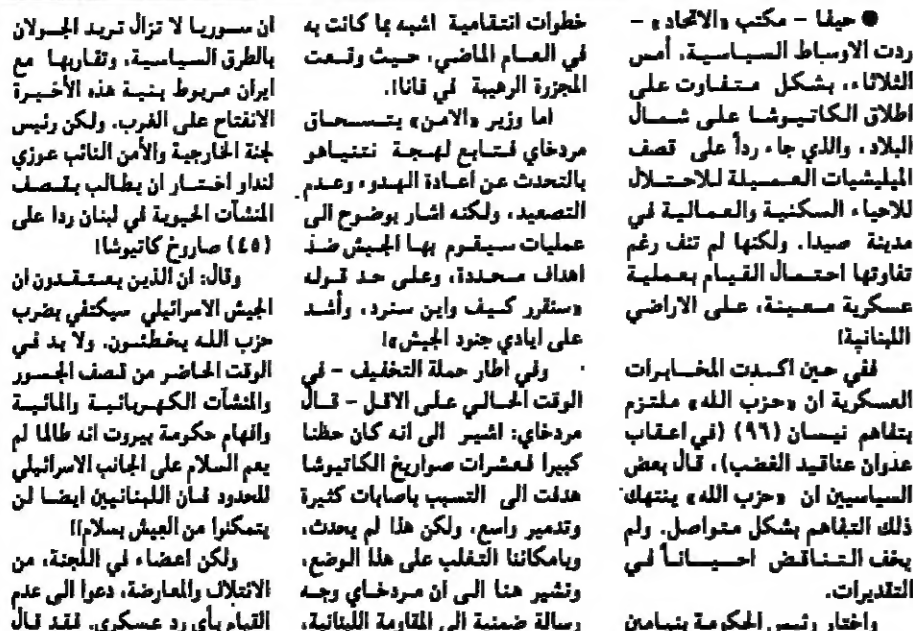 ● حيفا - مكتب «الاتحاد» -
ردت الاوساط السياسية، أمس
الثلاثاء، بشكل متفاوت على
اطلاق الكاتيوشا على شمال
البلاد، والذي جاء رداً على قصف
الميليشيات العميلة للاحتلال
للاحياء السكنية والعمالية في
مدينة صيدا. ولكنها لم تنف رغم
تفاوتها احتمال القيام بعملية
عسكرية معينة، على الاراضي
اللبنانية!
ففي حين اكدت المخابرات
العسكرية ان «حزب الله» ملتزم
بتفاهم نيسان (٩٦) (في اعقاب
عدوان عناقيد الغضب)، قال بعض
السياسيين ان «حزب الله» ينتهك
ذلك التفاهم بشكل متواصل. ولم
يخف التناقض احياناً في
التقديرات.
واختار رئيس الحكومة بنيامين
خطوات انتقامية اشبه بما كانت به
في العام الماضي، حيث وقعت
المجزرة الرهيبة في قانا!.
اما وزير «الامن» يتسحاق
مردخاي فتابع لهجة نتنياهو
بالتحدث عن اعادة الهدوء وعدم
التصعيد، ولكنه اشار بوضوح الى
عمليات سيقوم بها الجيش ضد
اهداف محددة، وعلى حد قوله
«سنقرر كيف واين سنرد، وأشد
على ايادي جنود الجيش»!
وفي اطار حملة التخفيف - في
الوقت الحالي على الاقل - قال
مردخاي: اشير الى انه كان حظنا
كبيرا فعشرات صواريخ الكاتيوشا
هدفت الى التسبب باصابات كثيرة
وتدمير واسع، ولكن هذا لم يحدث،
وبامكاننا التغلب على هذا الوضع،
وتشير هنا الى ان مردخاي وجه
رسالة ضمنية الى المقاومة اللبنانية،
ان سوريا لا تزال تريد الجولان
بالطرق السياسية، وتقاربها مع
ايران مربوط بنية هذه الأخيرة
الانفتاح على الغرب. ولكن رئيس
لجنة الخارجية والأمن النائب عوزي
لنداو اختار ان يطالب بقصف
المنشآت الحيوية في لبنان ردا على
(٤٥) صاروخ كاتيوشا!
وقال: ان الذين يعتقدون ان
الجيش الاسرائيلي سيكتفي بضرب
حزب الله يخطئون. ولا بد في
الوقت الحاضر من قصف الجسور
والمنشآت الكهربائية والمائية
وافهام حكومة بيروت انه طالما لم
يعم السلام على الجانب الاسرائيلي
للحدود فان اللبنانيين ايضا لن
يتمكنوا من العيش بسلام!!
ولكن اعضاء في اللجنة، من
الائتلاف والمعارضة، دعوا الى عدم
القيام بأي رد عسكري. فقد قال